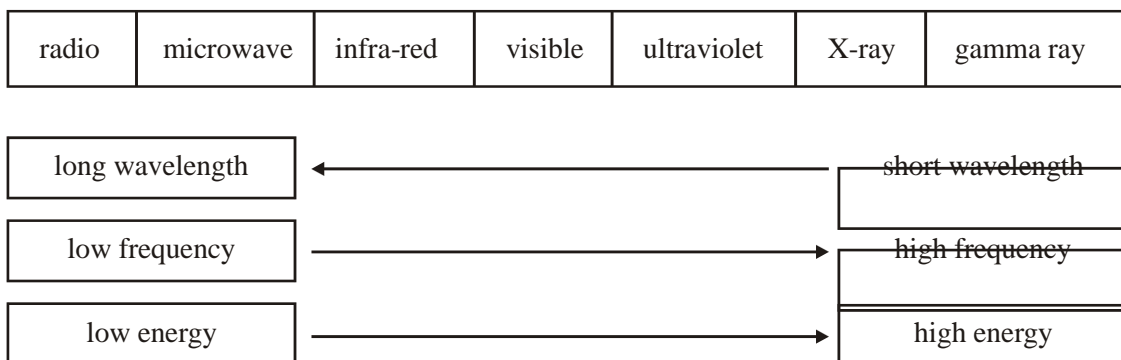 radio microwave infra-red visible ultraviolet X-ray gamma ray
long wavelength short wavelength
low frequency high frequency
low energy high energy